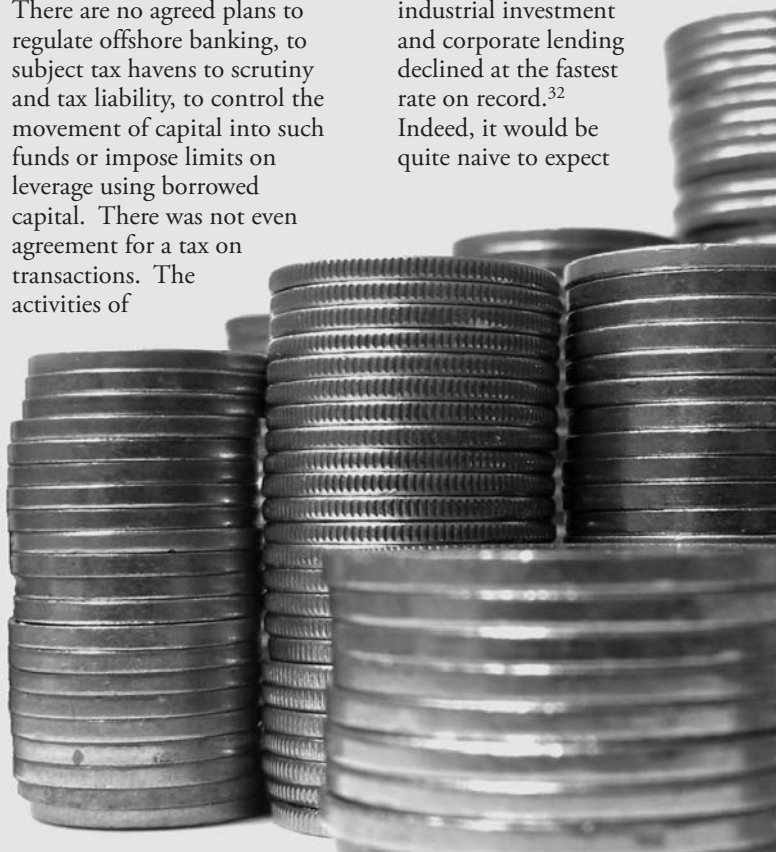 There are no agreed plans to
regulate offshore banking, to
subject tax havens to scrutiny
and tax liability, to control the
movement of capital into such
funds or impose limits on
leverage using borrowed
capital.  There was not even
agreement for a tax on
transactions.  The
activities of
industrial investment
and corporate lending
declined at the fastest
rate on record.32
Indeed, it would be
quite naive to expect